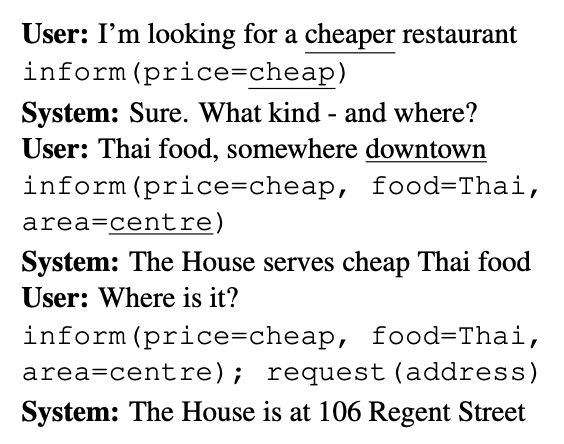 User: I'm looking for a cheaper restaurant
inform(price=cheap)
System: Sure. What kind - and where?
User: Thai food, somewhere downtown
inform(price=cheap, food=Thai,
area=centre)
System: The House serves cheap Thai food
User: Where is it?
inform(price=cheap, food=Thai,
area=centre); request(address)
System: The House is at 106 Regent Street